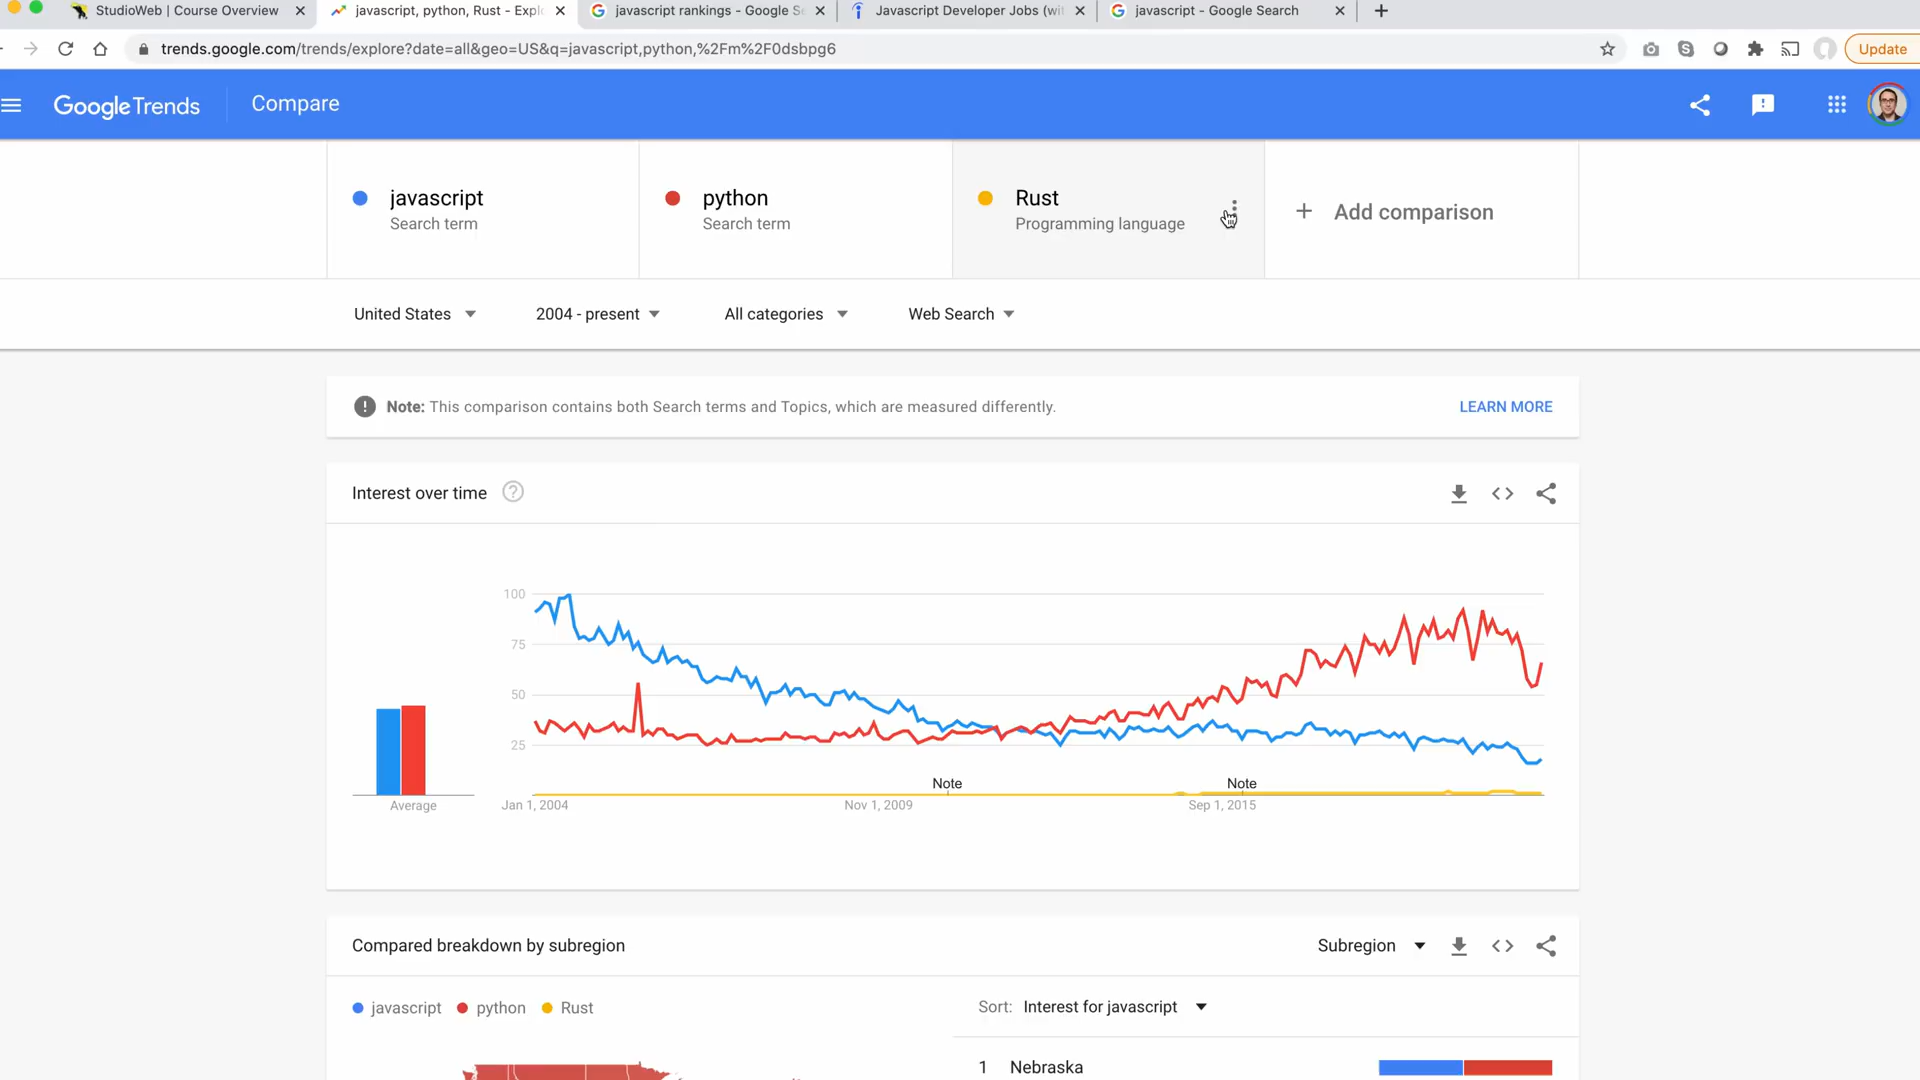 StudioWeb | Course Overview
javascript, python, Rust - Expl
javascript rankings - Google Se
Javascript Developer Jobs (wit
javascript - Google Search
trends.google.com/trends/explore?date=all&geo=US&q=javascript,python,%2Fm%2F0dsbpg6
Update
Google Trends
Compare
javascript
Search term
python
Search term
Rust
Programming language
+ Add comparison
United States
2004 - present
All categories
Web Search
Note: This comparison contains both Search terms and Topics, which are measured differently.
LEARN MORE
Interest over time
100
75
50
25
Note
Note
Average
Jan 1, 2004
Nov 1, 2009
Sep 1, 2015
Compared breakdown by subregion
Subregion
javascript
python
Rust
Sort: Interest for javascript
1 Nebraska